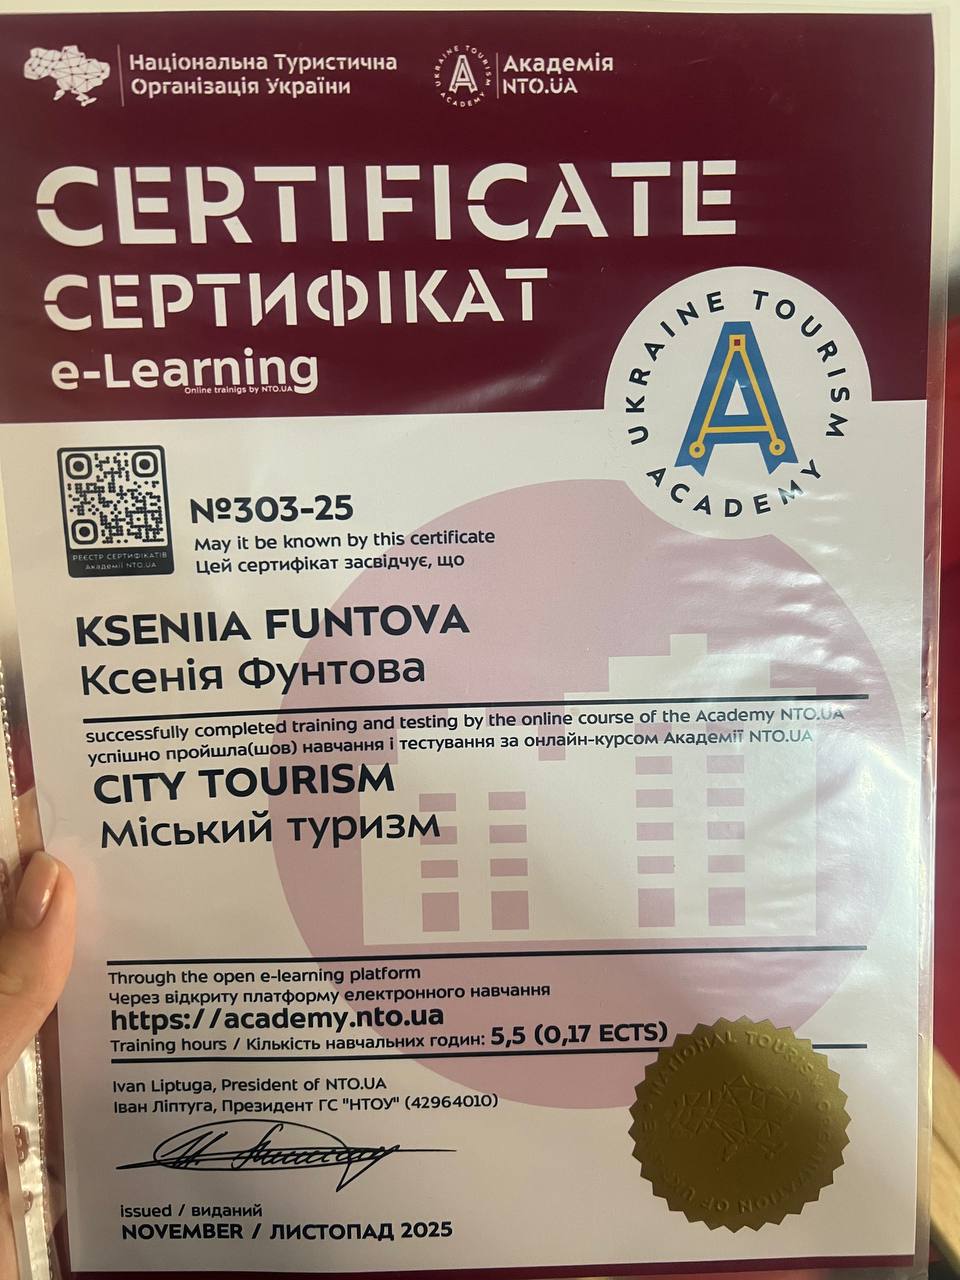 Національна Туристична
Організація України
UKRAINE TOURISM ACADEMY
Академія
NTO.UA
CERTIFICATE
СЕРТИФІКАТ
e-Learning
Online trainigs by NTO.UA
UKRAINE TOURISM ACADEMY
РЕЄСТР СЕРТИФІКАТІВ
Академії NTO.UA
№303-25
May it be known by this certificate
Цей сертифікат засвідчує, що
KSENIIA FUNTOVA
Ксенія Фунтова
successfully completed training and testing by the online course of the Academy NTO.UA
успішно пройшла(шов) навчання і тестування за онлайн-курсом Академії NTO.UA
CITY TOURISM
Міський туризм
Through the open e-learning platform
Через відкриту платформу електронного навчання
https://academy.nto.ua
Training hours / Кількість навчальних годин: 5,5 (0,17 ECTS)
Ivan Liptuga, President of NTO.UA
Іван Ліптуга, Президент ГС "НТОУ" (42964010)
NATIONAL TOURISM
issued / виданий
NOVEMBER / ЛИСТОПАД 2025